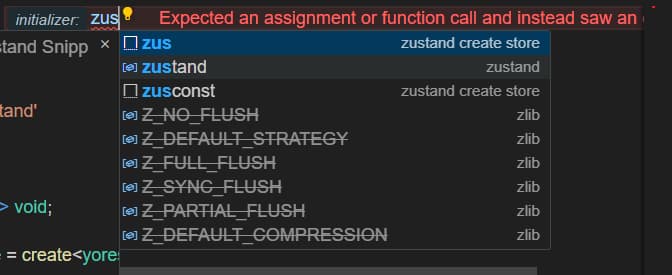 initializer: zus Expected an assignment or function call and instead saw an
zus zustand create store
tand Snipp ×
zustand zustand
zusconst zustand create store
tand'
Z_NO_FLUSH zlib
Z_DEFAULT_STRATEGY zlib
Z_FULL_FLUSH zlib
Z_SYNC_FLUSH zlib
> void;
Z_PARTIAL_FLUSH zlib
Z_DEFAULT_COMPRESSION zlib
= create<yores